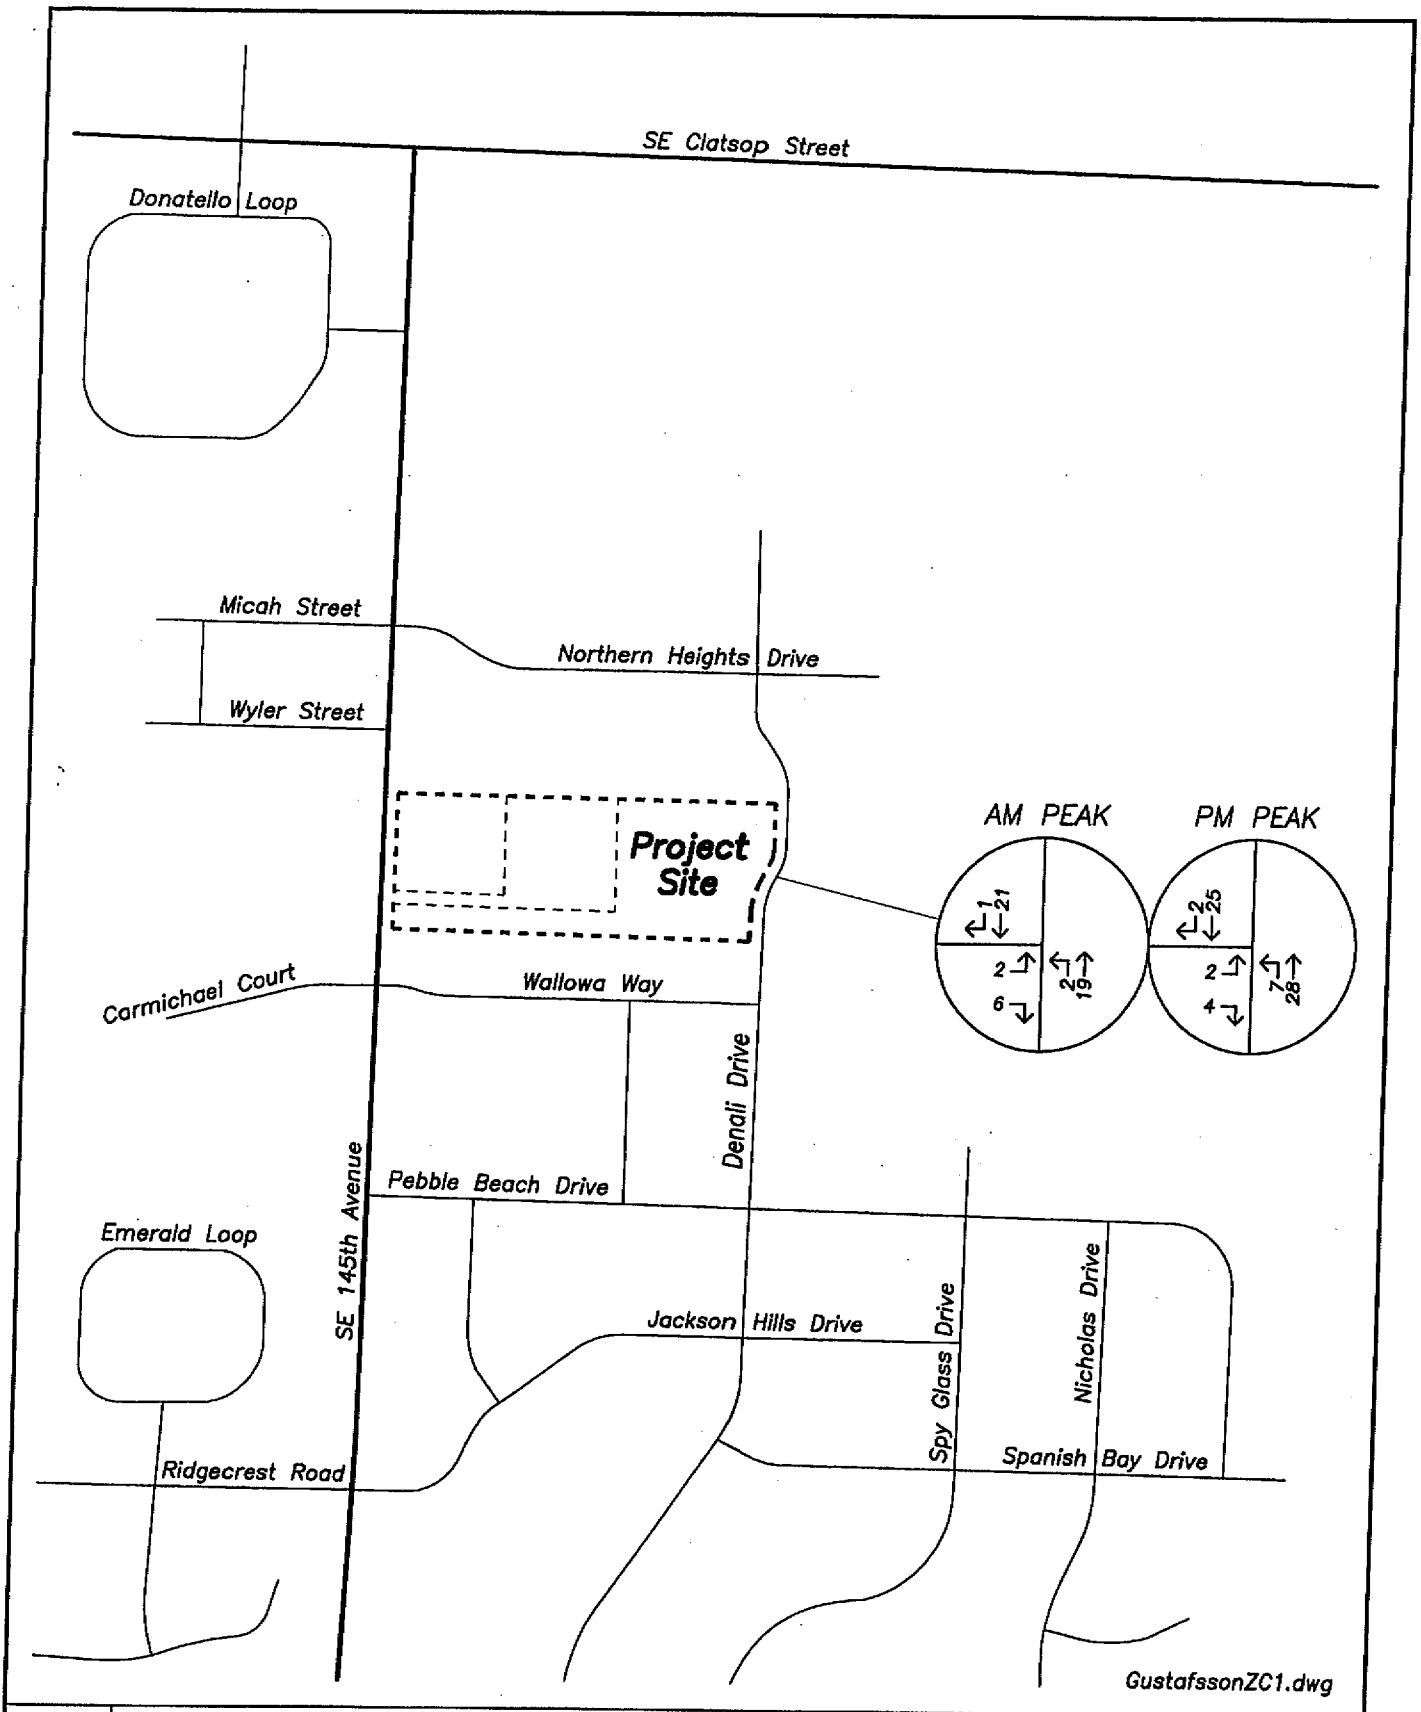 SE Clatsop Street
Donatello Loop
Micah Street
Northern Heights Drive
Wyler Street
Project
Site
AM PEAK
PM PEAK
1
21
2
6
2
19
2
25
2
4
7
28
Carmichael Court
Wallowa Way
Denali Drive
SE 145th Avenue
Pebble Beach Drive
Emerald Loop
Jackson Hills Drive
Spy Glass Drive
Nicholas Drive
Ridgecrest Road
Spanish Bay Drive
GustafssonZC1.dwg